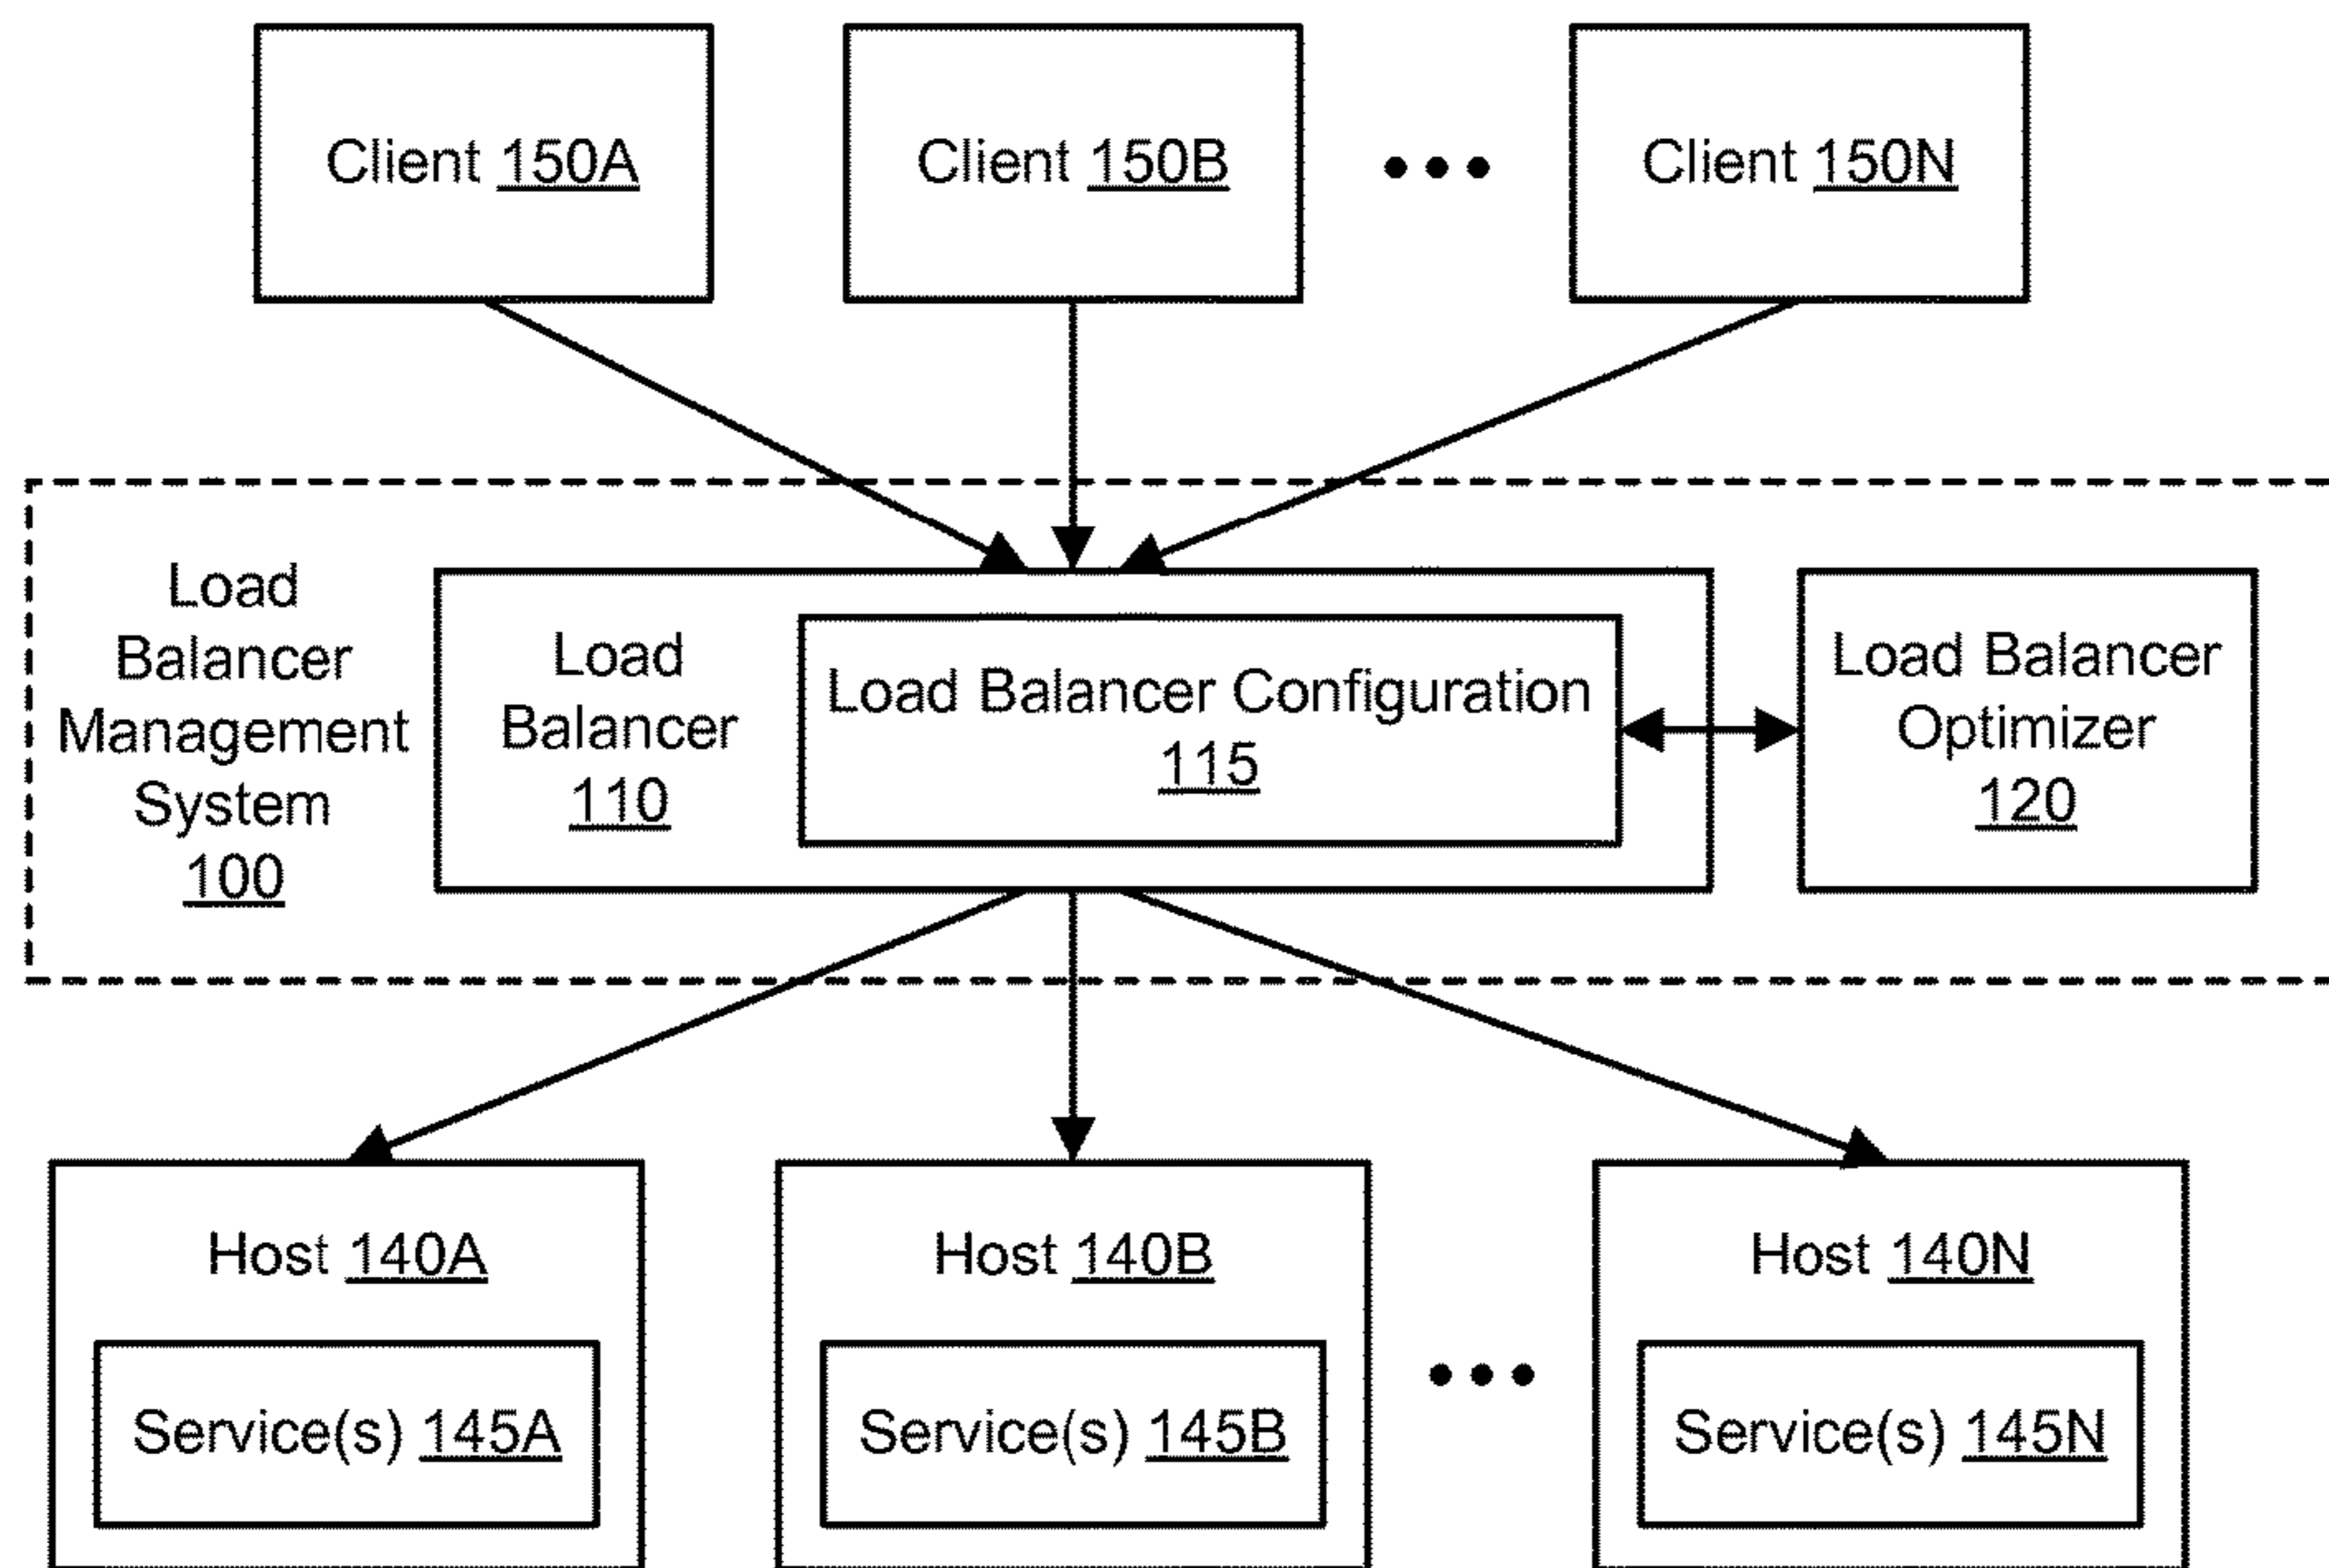 Client 150A
Client 150B
Client 150N
Load
Balancer
Management
System
100
Load
Balancer
110
Load Balancer Configuration
115
Load Balancer
Optimizer
120
Host 140A
Service(s) 145A
Host 140B
Service(s) 145B
Host 140N
Service(s) 145N